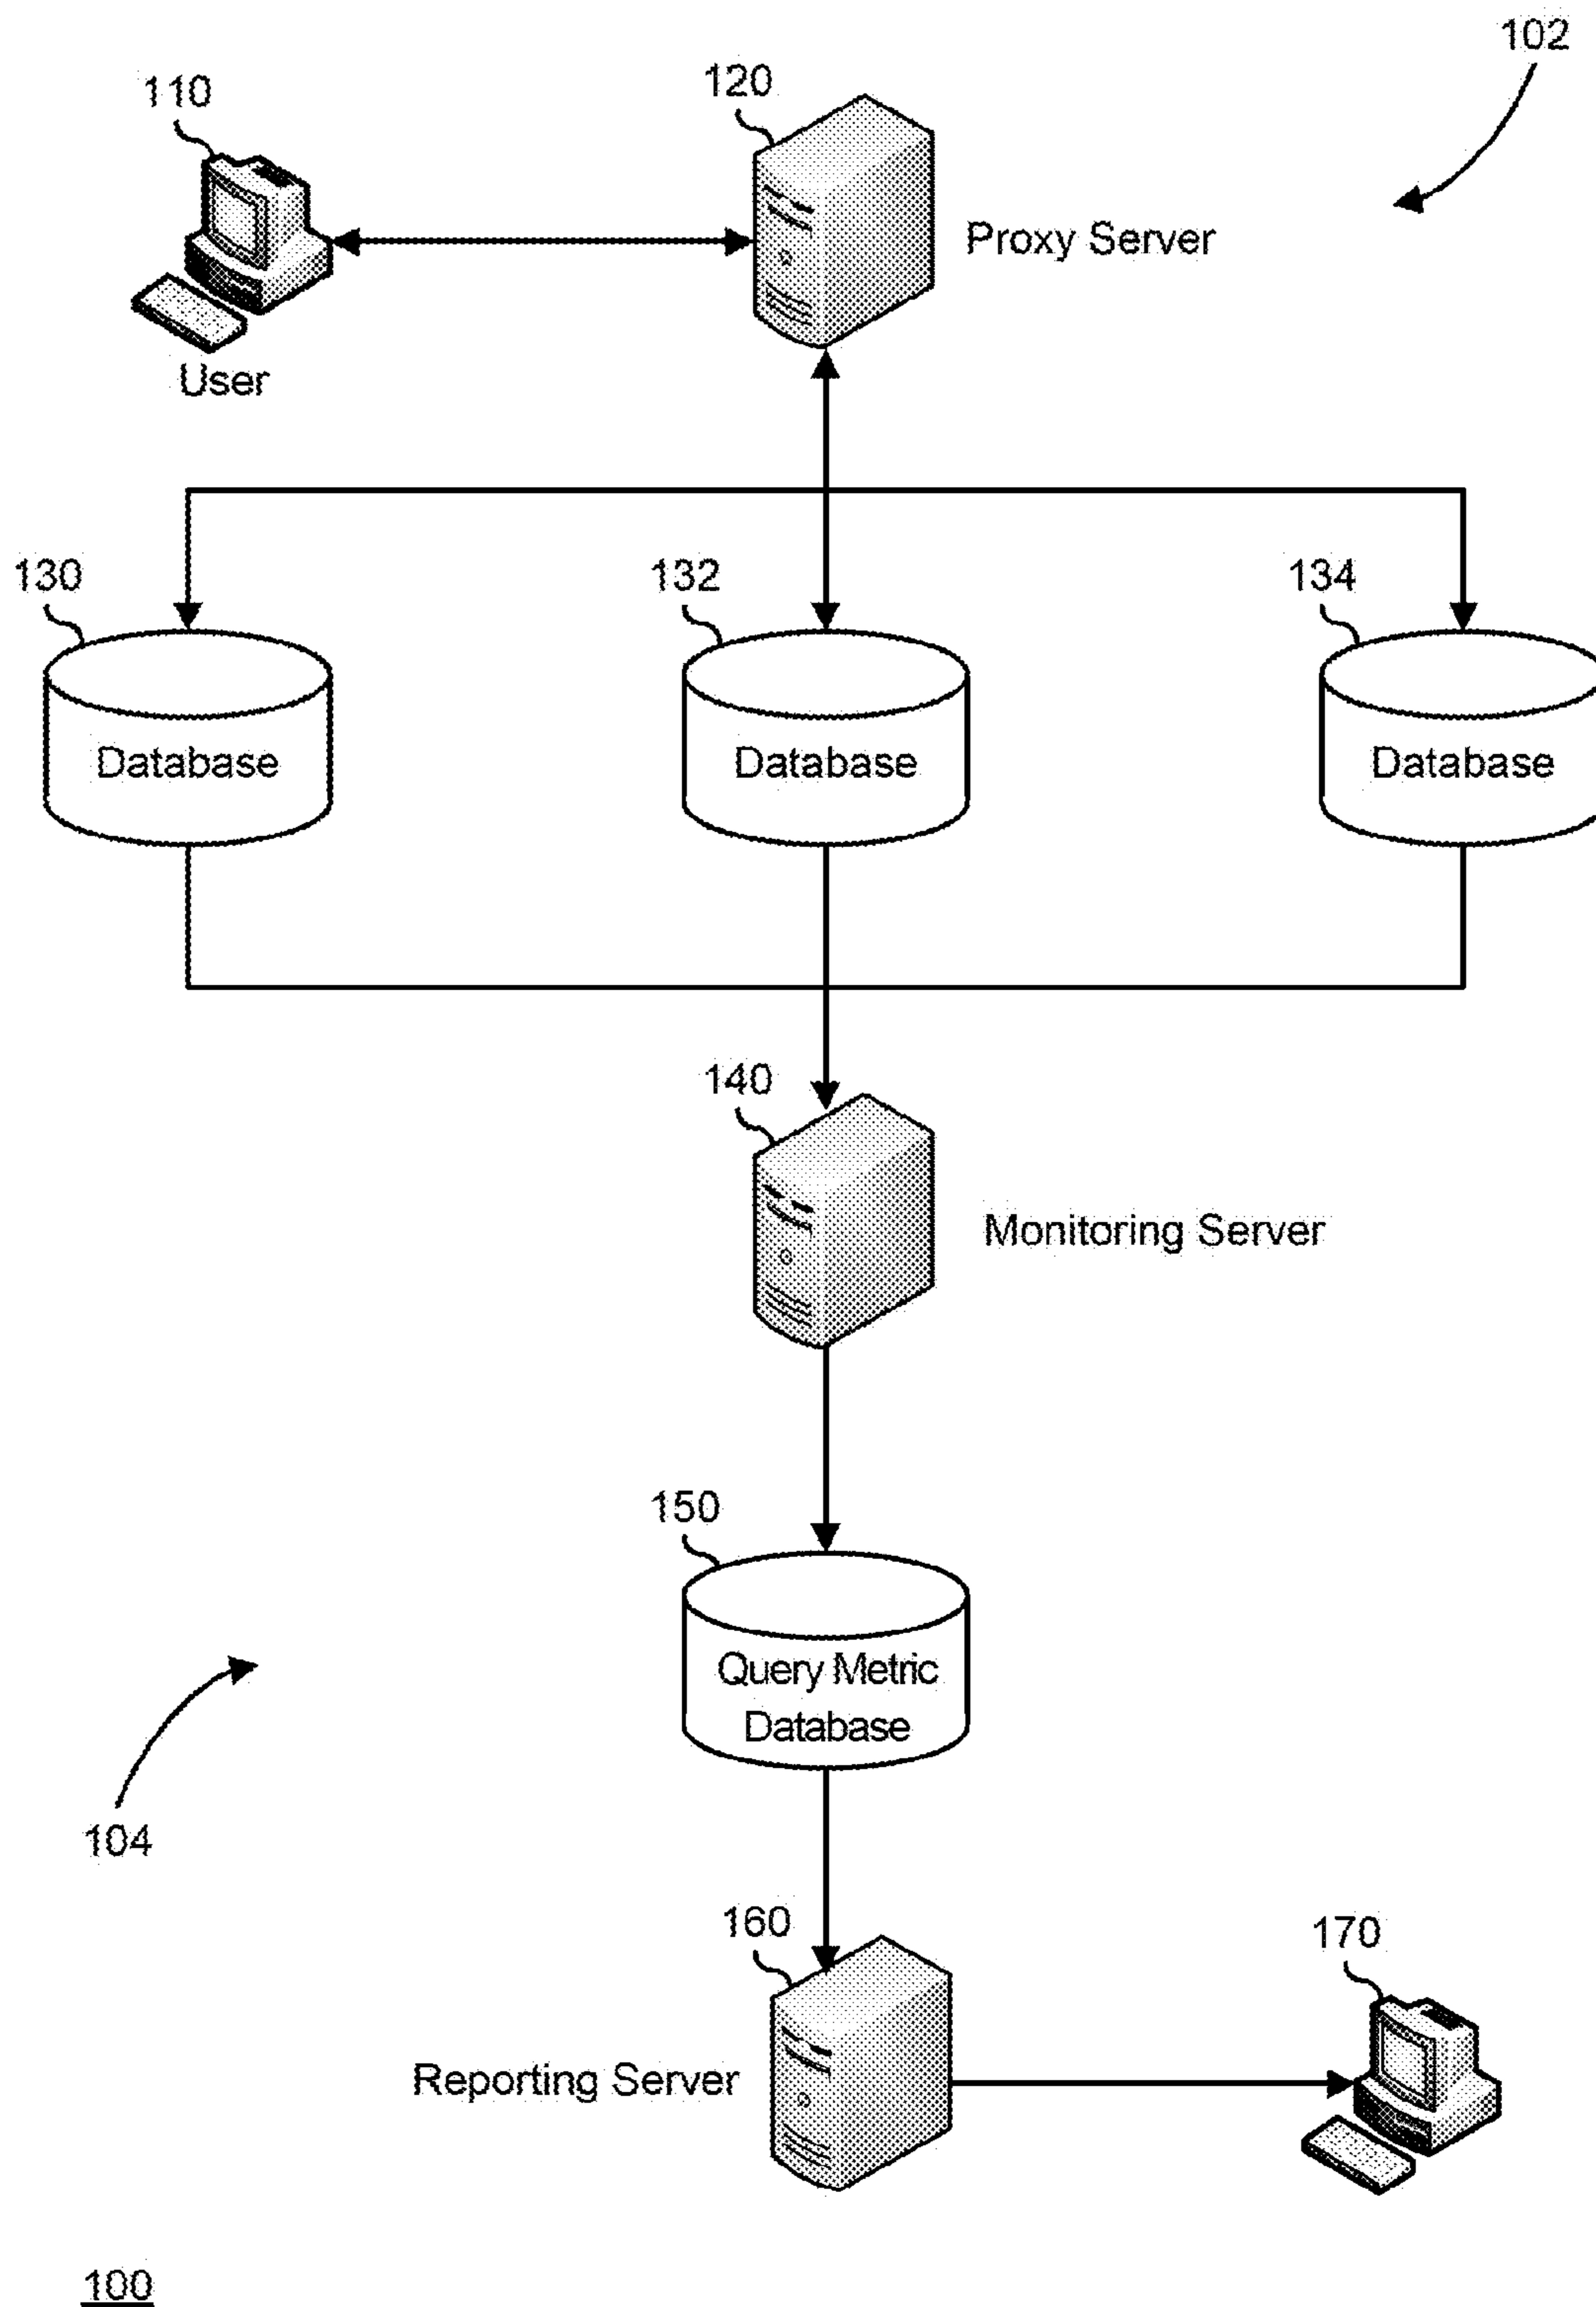 102
110
120
Proxy Server
User
130
132
134
Database
Database
Database
140
Monitoring Server
150
Query Metric
Database
104
160
170
Reporting Server
100